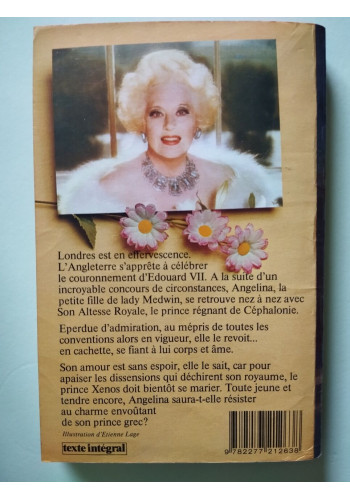 Londres est en effervescence.
L'Angleterre s'apprête à célébrer
le couronnement d'Edouard VII. A la suite d'un
incroyable concours de circonstances, Angelina, la
petite fille de lady Medwin, se retrouve nez à nez avec
Son Altesse Royale, le prince régnant de Céphalonie.
Eperdue d'admiration, au mépris de toutes les
conventions alors en vigueur, elle le revoit...
en cachette, se fiant à lui corps et âme.
Son amour est sans espoir, elle le sait, car pour
apaiser les dissensions qui déchirent son royaume, le
prince Xenos doit bientôt se marier. Toute jeune et
tendre encore, Angelina saura-t-elle résister
au charme envoûtant
de son prince grec?
Illustration d'Etienne Lage
texte intégral
9 782277 212638